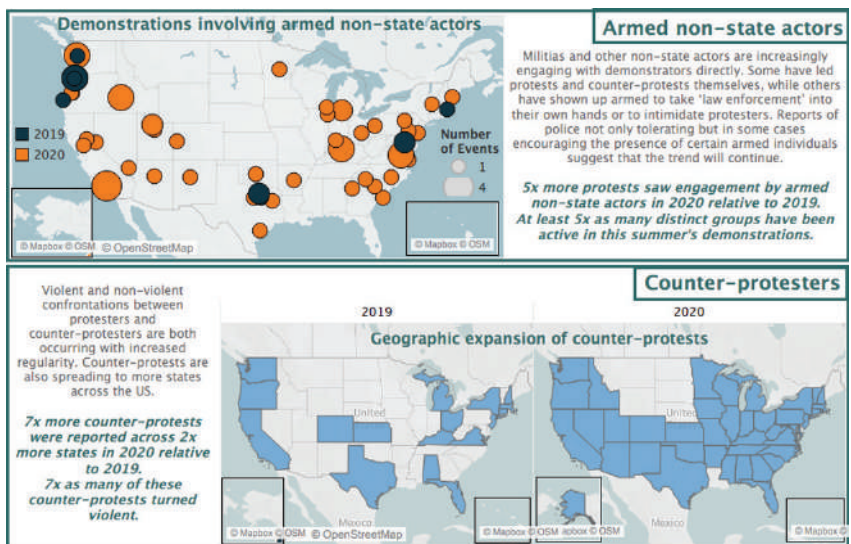 Demonstrations involving armed non-state actors
2019
2020
Number
of Events
1
4
© Mapbox © OSM
© OpenStreetMap
© Mapbox © OSM
Armed non-state actors
Militias and other non-state actors are increasingly
engaging with demonstrators directly. Some have led
protests and counter-protests themselves, while others
have shown up armed to take ‘law enforcement’ into
their own hands or to intimidate protesters. Reports of
police not only tolerating but in some cases
encouraging the presence of certain armed individuals
suggest that the trend will continue.
5x more protests saw engagement by armed
non-state actors in 2020 relative to 2019.
At least 5x as many distinct groups have been
active in this summer's demonstrations.
Counter-protesters
Violent and non-violent
confrontations between
protesters and
counter-protesters are both
occurring with increased
regularity. Counter-protests are
also spreading to more states
across the US.
7x more counter-protests
were reported across 2x
more states in 2020 relative
to 2019.
7x as many of these
counter-protests turned
violent.
2019
2020
Geographic expansion of counter-protests
United
United
Mexico
Mexico
© Mapbox © OSM
© OpenStreetMap
© Mapbox © OSM
© Mapbox © OSM
© Mapbox ©